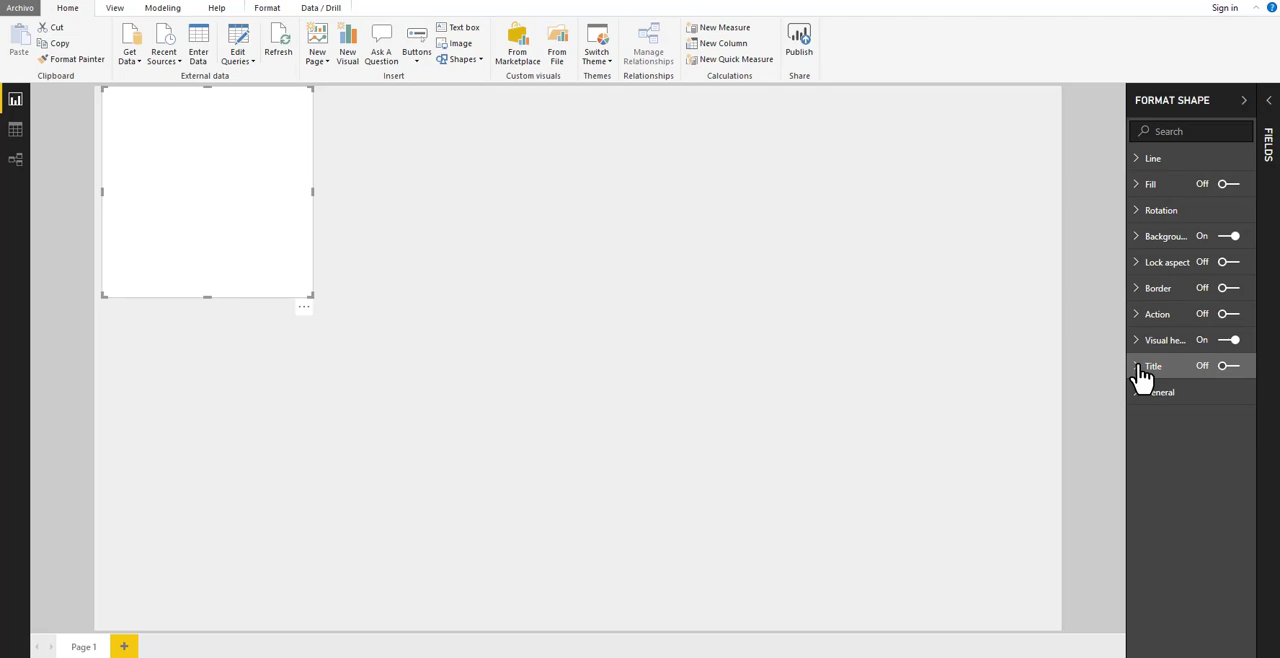 Archivo Home View Modeling Help Format Data / Drill Sign in
Paste Cut
Copy
Format Painter
Clipboard
Get Data
Recent Sources
Enter Data
Edit Queries
External data
Refresh
New Page
New Visual
Ask A Question
Buttons
Text box
Image
Shapes
Insert
From Marketplace
From File
Custom visuals
Switch Theme
Themes
Manage Relationships
Relationships
New Measure
New Column
New Quick Measure
Calculations
Publish
Share
FORMAT SHAPE
FIELDS
Search
Line
Fill Off
Rotation
Backgrou... On
Lock aspect Off
Border Off
Action Off
Visual he... On
Title Off
...
Page 1